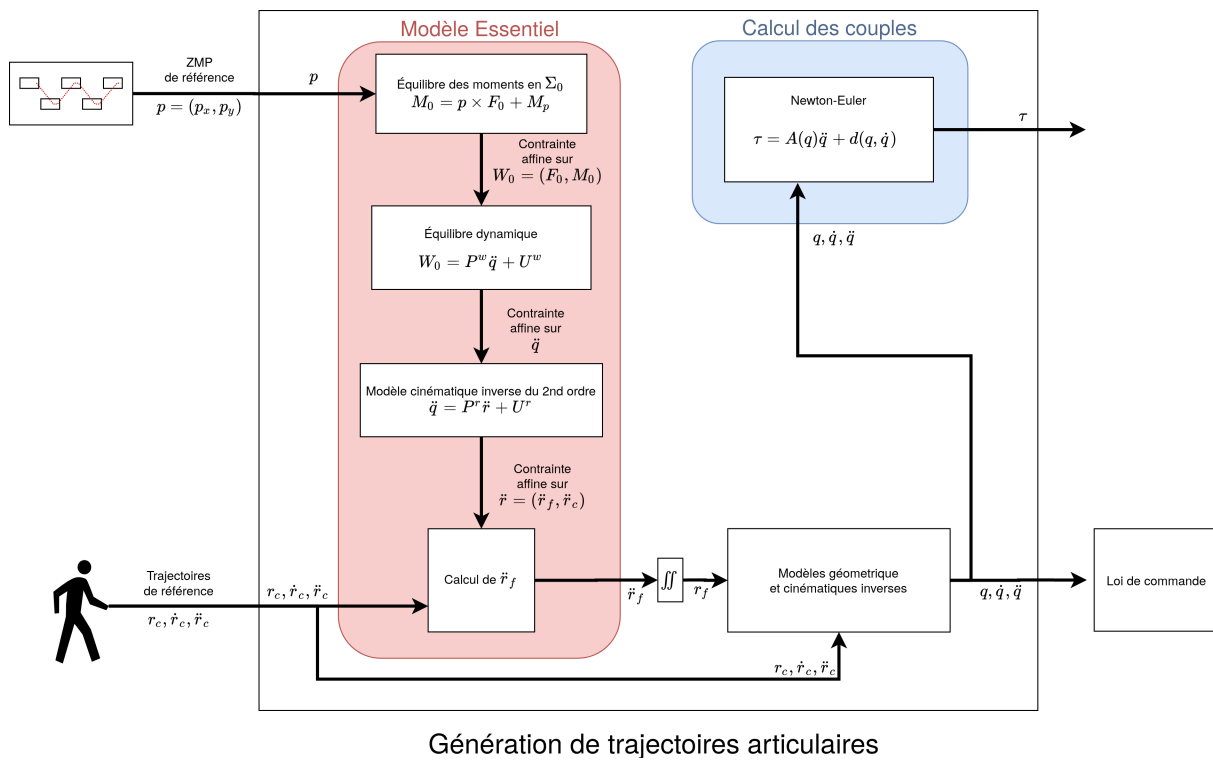 Modèle Essentiel
Calcul des couples
ZMP
de référence
p = (p_x, p_y)
p
Équilibre des moments en Σ_0
M_0 = p × F_0 + M_p
Contrainte
affine sur
W_0 = (F_0, M_0)
Équilibre dynamique
W_0 = P^w q̈ + U^w
Contrainte
affine sur
q̈
Modèle cinématique inverse du 2nd ordre
q̈ = P^r r̈ + U^r
Contrainte
affine sur
r̈ = (r̈_f, r̈_c)
Newton-Euler
τ = A(q)q̈ + d(q, q̇)
τ
q, q̇, q̈
Trajectoires
de référence
r_c, ṙ_c, r̈_c
r_c, ṙ_c, r̈_c
Calcul de r̈_f
r̈_f
∬
r_f
Modèles géometrique
et cinématiques inverses
q, q̇, q̈
Loi de commande
r_c, ṙ_c, r̈_c
Génération de trajectoires articulaires